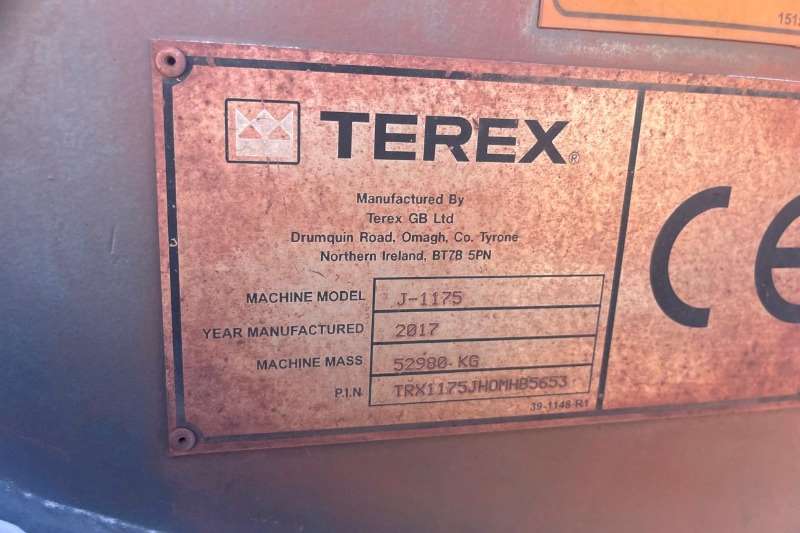 151
TEREX®
Manufactured By
Terex GB Ltd
Drumquin Road, Omagh, Co. Tyrone
Northern Ireland, BT78 5PN
MACHINE MODEL J-1175
YEAR MANUFACTURED 2017
MACHINE MASS 52980 KG
P.I.N TRX1175JHOMHB5653
39-1148-R1
CE